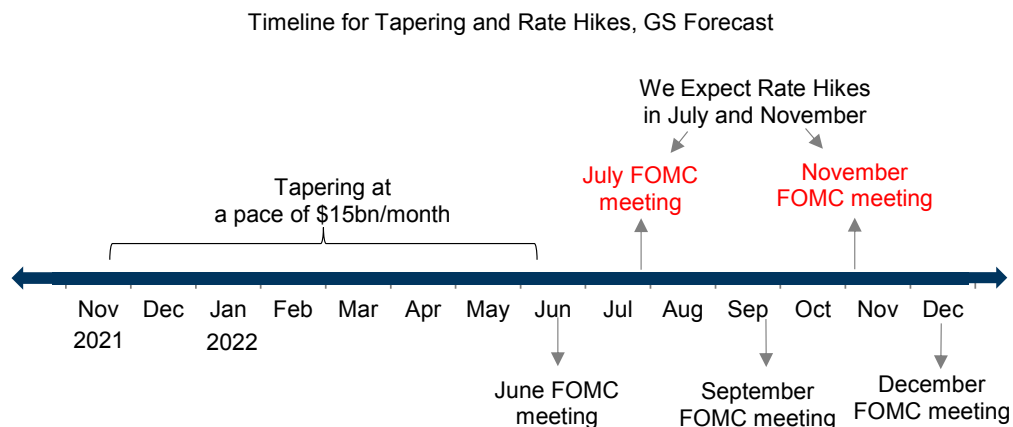 Timeline for Tapering and Rate Hikes, GS Forecast
We Expect Rate Hikes
in July and November
July FOMC
meeting
November
FOMC meeting
Tapering at
a pace of $15bn/month
Nov Dec Jan Feb Mar Apr May Jun Jul Aug Sep Oct Nov Dec
2021 2022
June FOMC
meeting
September
FOMC meeting
December
FOMC meeting